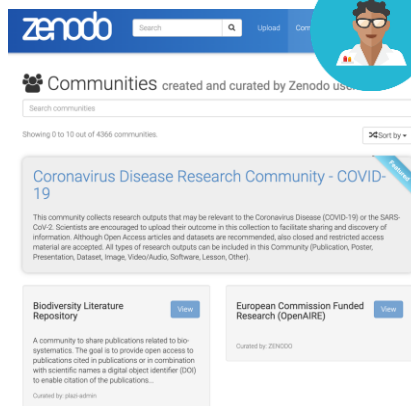 zenodo
Search
Upload
Communities created and curated by Zenodo
Search communities
Showing 0 to 10 out of 4366 communities.
Sort by
Featured
Coronavirus Disease Research Community - COVID-
19
This community collects research outputs that may be relevant to the Coronavirus Disease (COVID-19) or the SARS-
CoV-2. Scientists are encouraged to upload their outcome in this collection to facilitate sharing and discovery of
information. Although Open Access articles and datasets are recommended, also closed and restricted access
material are accepted. All types of research outputs can be included in this Community (Publication, Poster,
Presentation, Dataset, Image, Video/Audio, Software, Lesson, Other).
Biodiversity Literature
Repository
View
A community to share publications related to bio-
systematics. The goal is to provide open access to
publications cited in publications or in combination
with scientific names a digital object identifier (DOI)
to enable citation of the publications...
Curated by: plazi-admin
European Commission Funded
Research (OpenAIRE)
View
Curated by: ZENODO